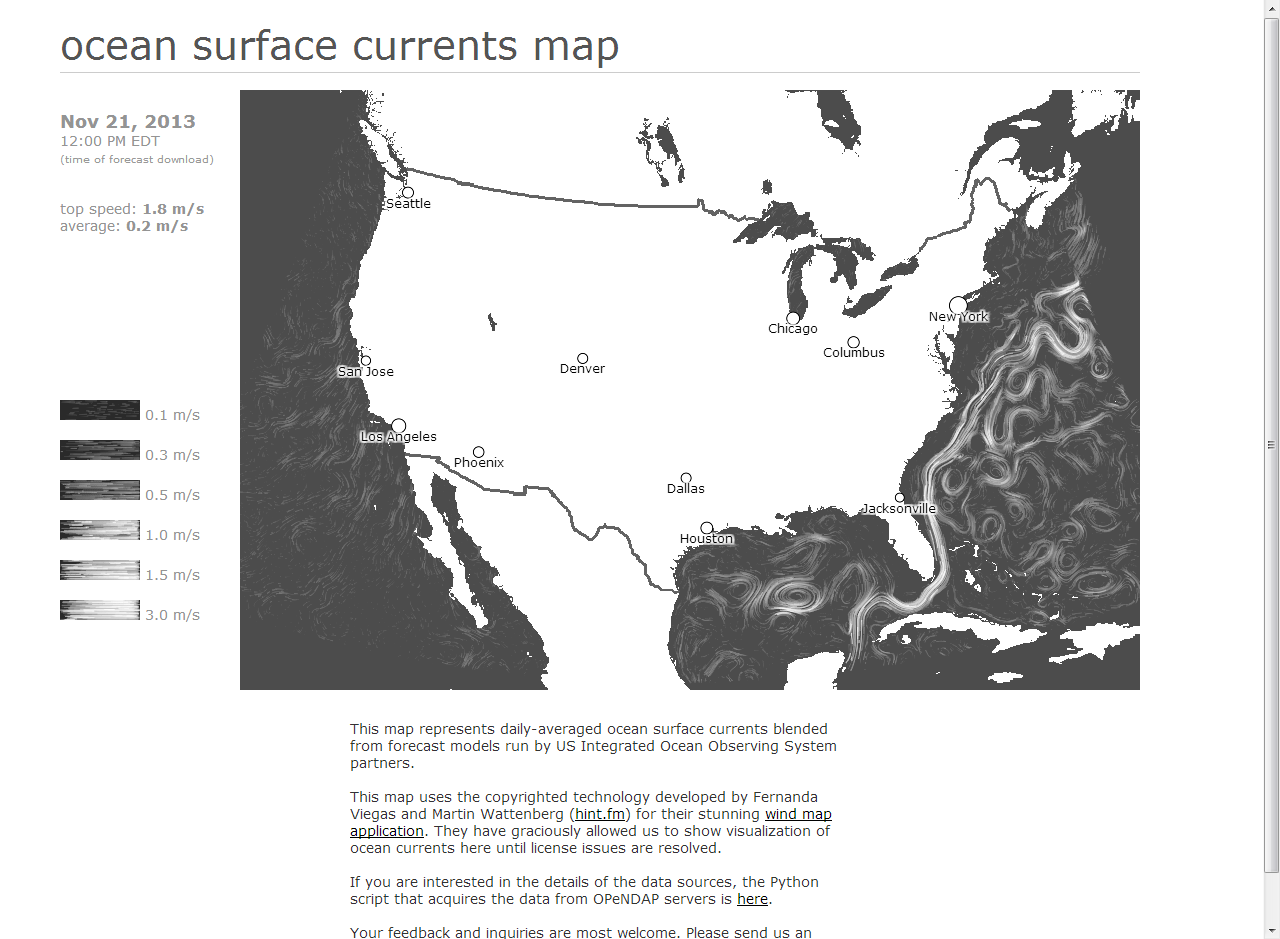 ocean surface currents map
Nov 21, 2013
12:00 PM EDT
(time of forecast download)
top speed: 1.8 m/s
average: 0.2 m/s
0.1 m/s
0.3 m/s
0.5 m/s
1.0 m/s
1.5 m/s
3.0 m/s
Seattle
New York
Chicago
Columbus
Denver
San Jose
Los Angeles
Phoenix
Dallas
Jacksonville
Houston
This map represents daily-averaged ocean surface currents blended
from forecast models run by US Integrated Ocean Observing System
partners.
This map uses the copyrighted technology developed by Fernanda
Viegas and Martin Wattenberg (hint.fm) for their stunning wind map
application. They have graciously allowed us to show visualization of
ocean currents here until license issues are resolved.
If you are interested in the details of the data sources, the Python
script that acquires the data from OPeNDAP servers is here.
Your feedback and inquiries are most welcome. Please send us an